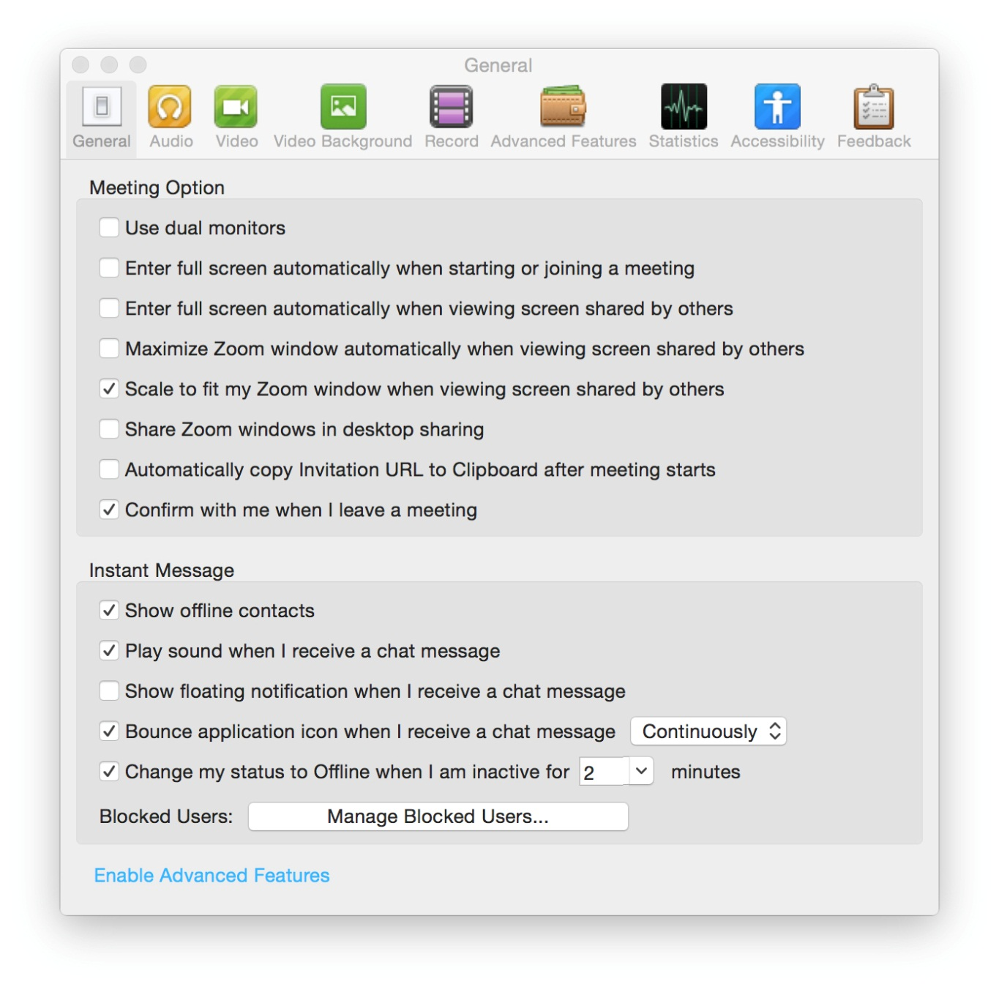 General
General Audio Video Video Background Record Advanced Features Statistics Accessibility Feedback
Meeting Option
Use dual monitors
Enter full screen automatically when starting or joining a meeting
Enter full screen automatically when viewing screen shared by others
Maximize Zoom window automatically when viewing screen shared by others
Scale to fit my Zoom window when viewing screen shared by others
Share Zoom windows in desktop sharing
Automatically copy Invitation URL to Clipboard after meeting starts
Confirm with me when I leave a meeting
Instant Message
Show offline contacts
Play sound when I receive a chat message
Show floating notification when I receive a chat message
Bounce application icon when I receive a chat message Continuously
Change my status to Offline when I am inactive for 2 minutes
Blocked Users: Manage Blocked Users...
Enable Advanced Features